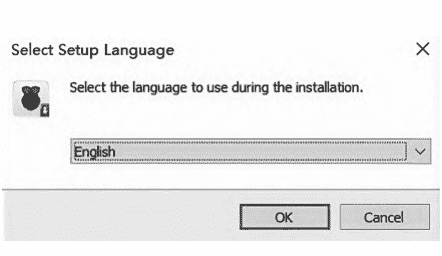 Select Setup Language
Select the language to use during the installation.
English
OK
Cancel